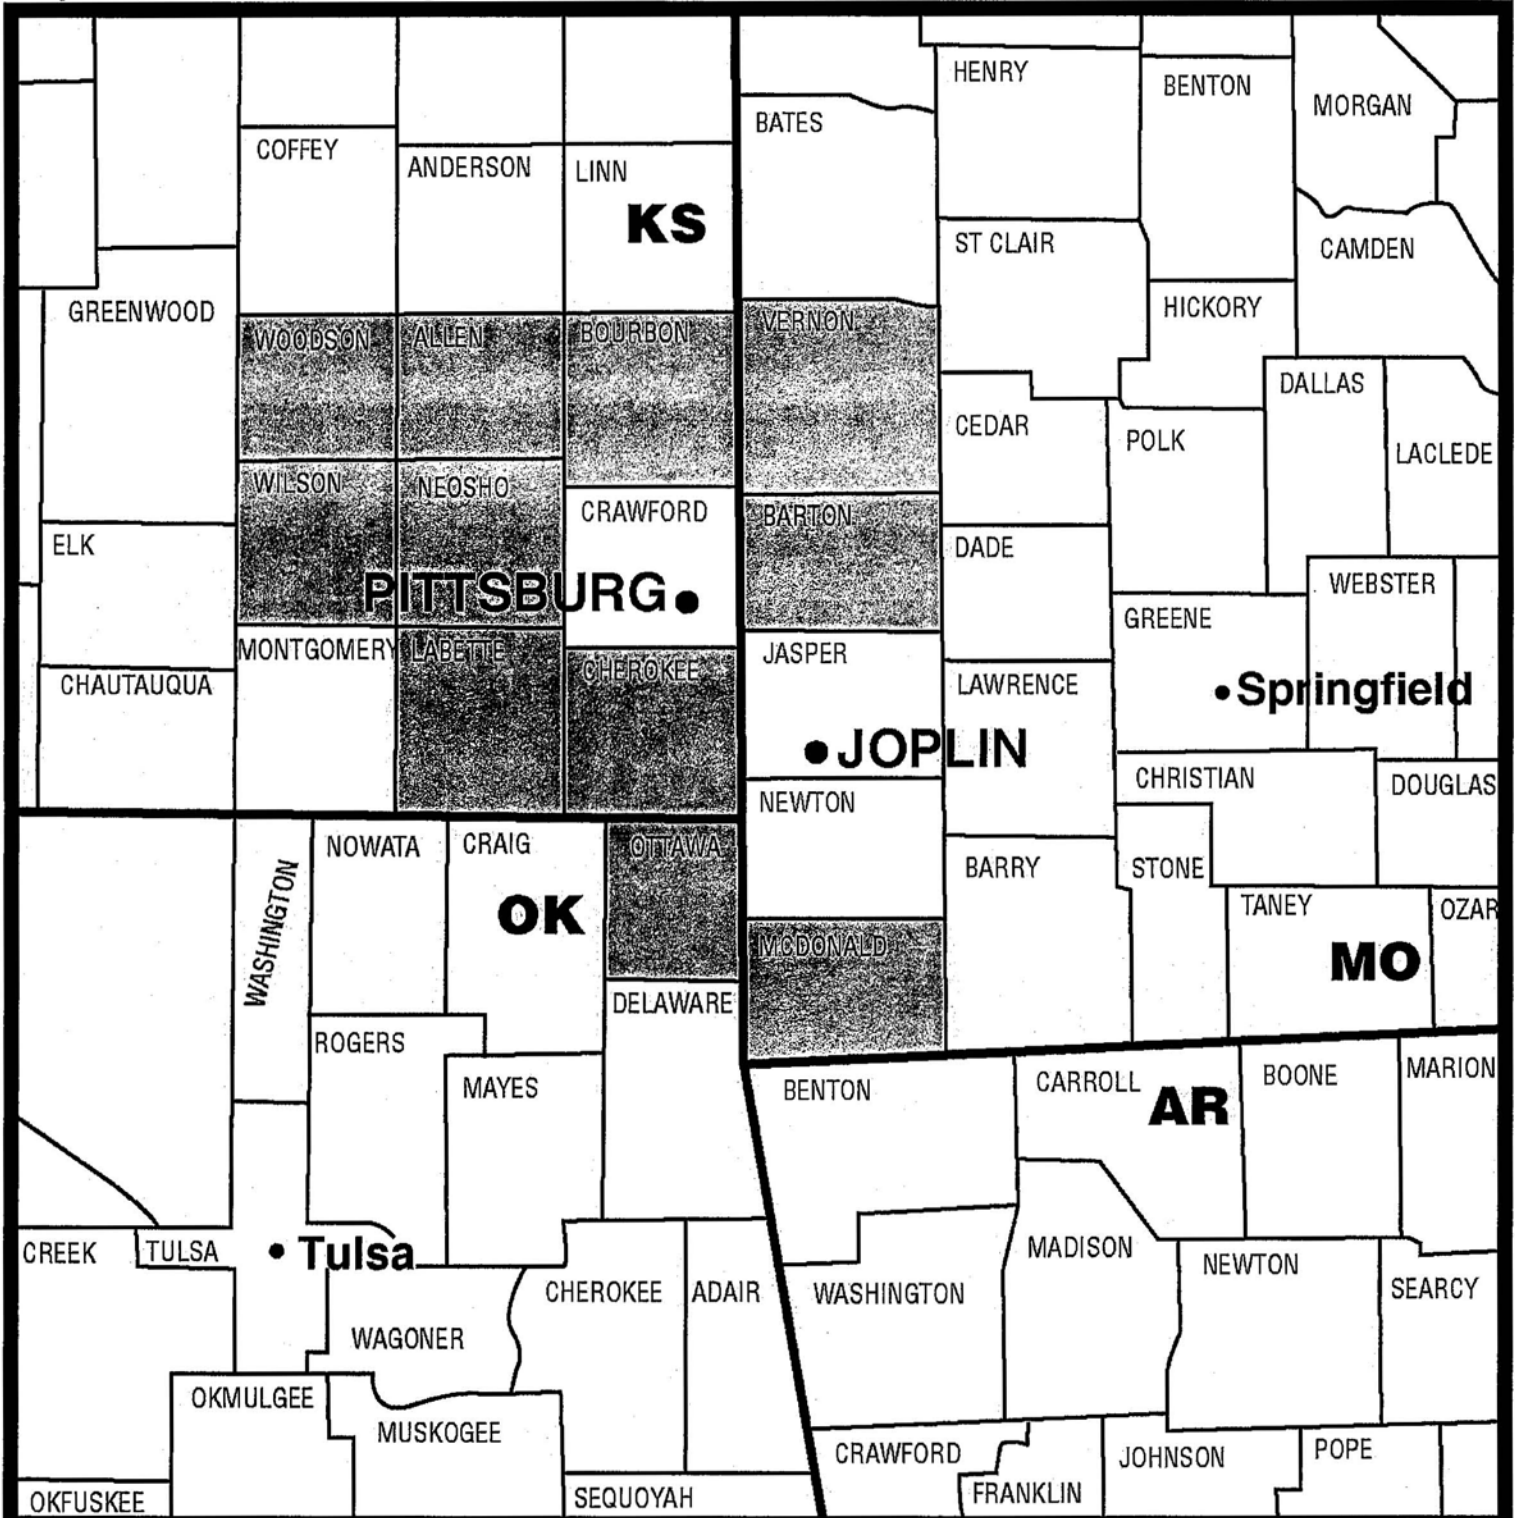 HENRY
BENTON
MORGAN
BATES
COFFEY
ANDERSON
LINN
KS
ST CLAIR
CAMDEN
GREENWOOD
HICKORY
WOODSON
ALLEN
BOURBON
VERNON
DALLAS
CEDAR
POLK
LACLEDE
WILSON
NEOSHO
CRAWFORD
BARTON
ELK
DADE
PITTSBURG
WEBSTER
GREENE
MONTGOMERY
LABETTE
CHEROKEE
JASPER
CHAUTAUQUA
LAWRENCE
Springfield
JOPLIN
CHRISTIAN
DOUGLAS
NEWTON
NOWATA
CRAIG
OTTAWA
BARRY
STONE
WASHINGTON
OK
TANEY
OZAR
MCDONALD
MO
DELAWARE
ROGERS
MAYES
BENTON
CARROLL
AR
BOONE
MARION
CREEK
TULSA
Tulsa
MADISON
NEWTON
CHEROKEE
ADAIR
WASHINGTON
SEARCY
WAGONER
OKMULGEE
MUSKOGEE
CRAWFORD
JOHNSON
POPE
OKFUSKEE
SEQUOYAH
FRANKLIN